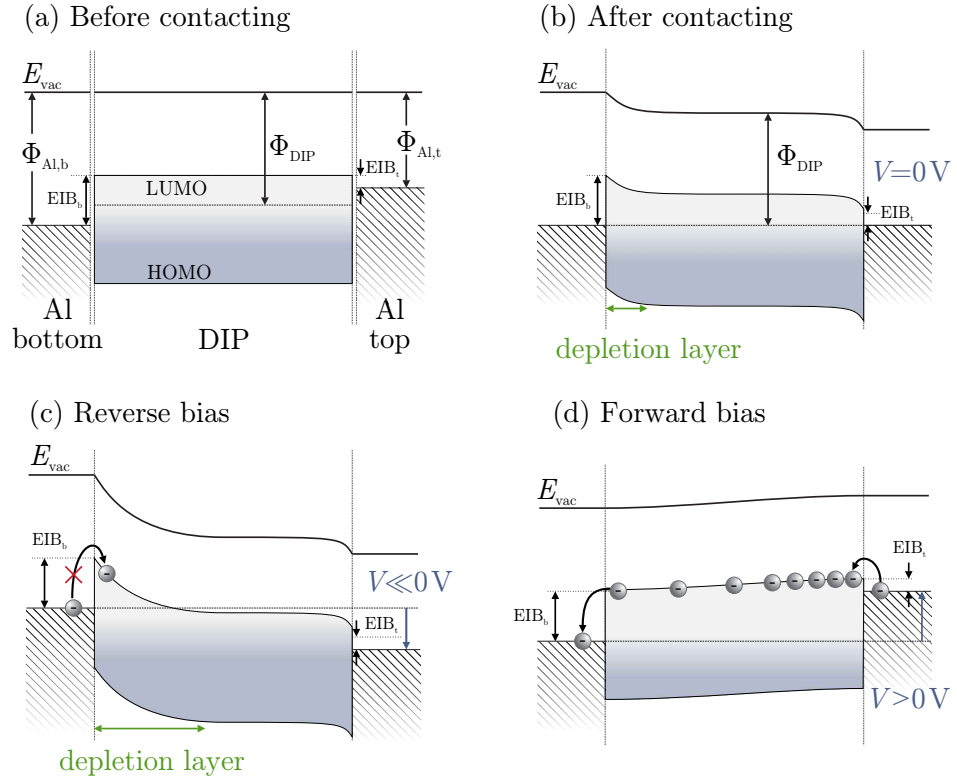 (a) Before contacting
E_vac
Φ_Al,b
Φ_DIP
Φ_Al,t
EIB_t
EIB_b
LUMO
HOMO
Al
bottom
DIP
Al
top
(b) After contacting
E_vac
Φ_DIP
V=0V
EIB_b
EIB_t
depletion layer
(c) Reverse bias
E_vac
EIB_b
V≪0V
EIB_t
depletion layer
(d) Forward bias
E_vac
EIB_t
EIB_b
V>0V